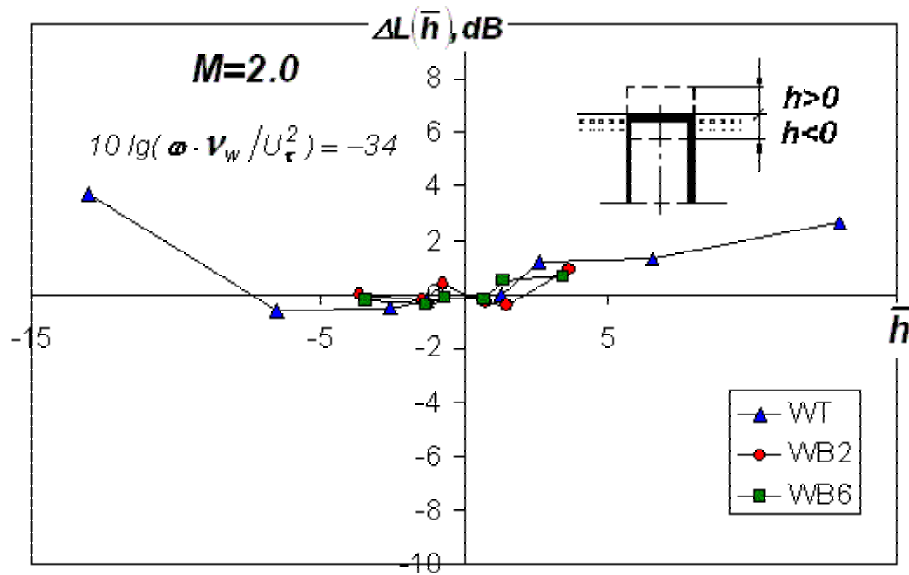 ΔL(h̅), dB
M=2.0
10 lg(ω · ν_w / U_τ^2) = −34
h>0
h<0
8
6
4
2
-15
-5
5
h̅
-2
-4
-6
-8
-10
WT
WB2
WB6